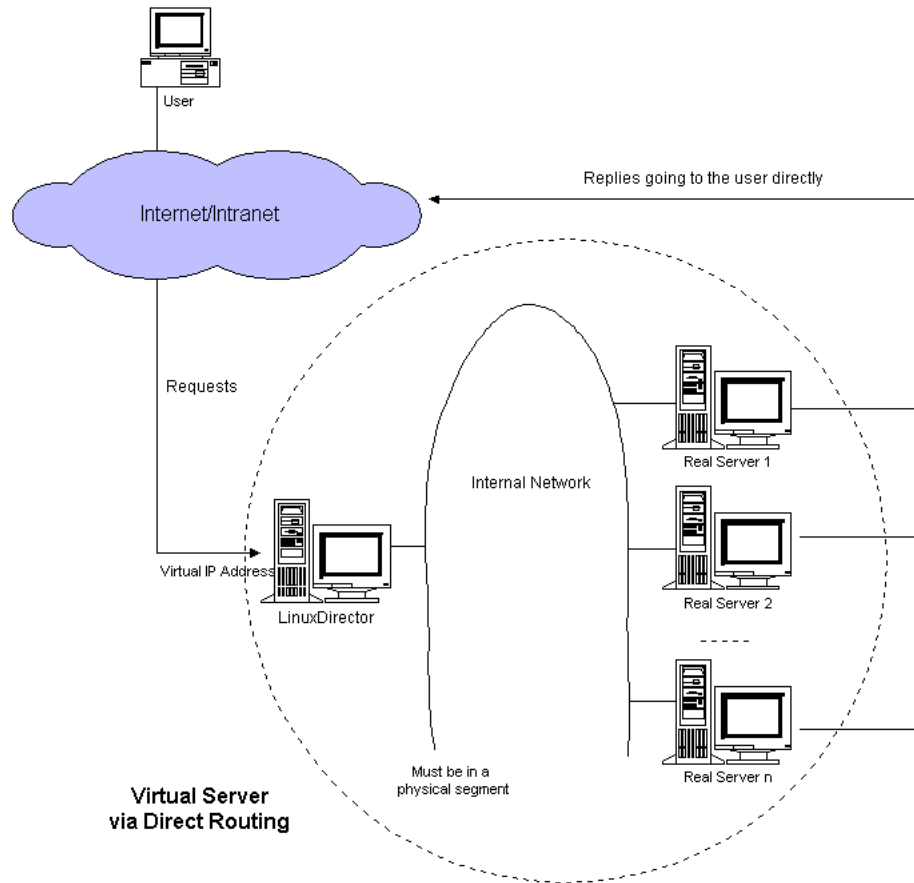 User
Replies going to the user directly
Internet/Intranet
Requests
Real Server 1
Internal Network
Virtual IP Address
LinuxDirector
Real Server 2
Must be in a
physical segment
Real Server n
Virtual Server
via Direct Routing